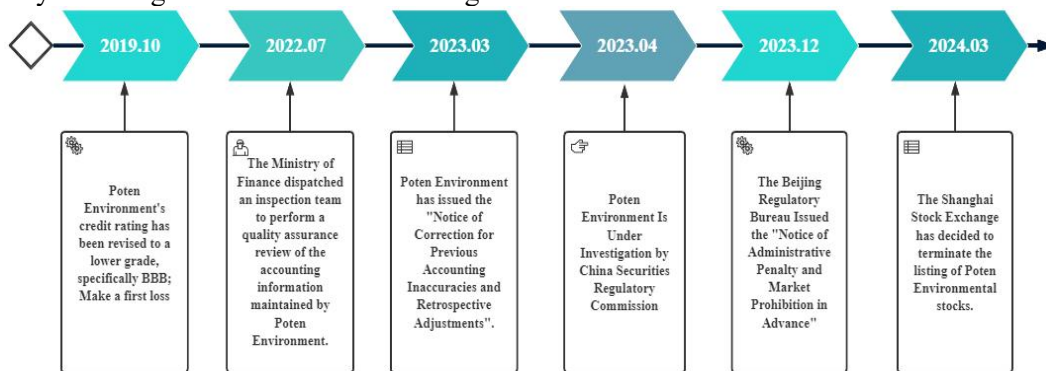 2019.10
2022.07
2023.03
2023.04
2023.12
2024.03
Poten
Environment's
credit rating has
been revised to a
lower grade,
specifically BBB;
Make a first loss
The Ministry of
Finance dispatched
an inspection team
to perform a
quality assurance
review of the
accounting
information
maintained by
Poten
Environment.
Poten Environment
has issued the
"Notice of
Correction for
Previous
Accounting
Inaccuracies and
Retrospective
Adjustments".
Poten
Environment Is
Under
Investigation by
China Securities
Regulatory
Commission
The Beijing
Regulatory
Bureau Issued
the "Notice of
Administrative
Penalty and
Market
Prohibition in
Advance"
The Shanghai
Stock Exchange
has decided to
terminate the
listing of Poten
Environmental
stocks.